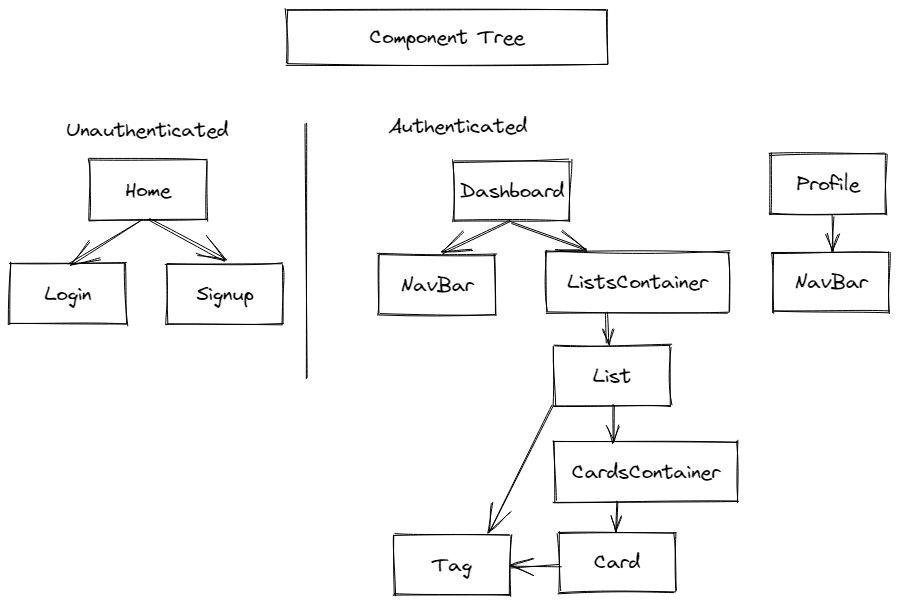 Component Tree
Unauthenticated
Authenticated
Home
Dashboard
Profile
Login
Signup
NavBar
ListsContainer
NavBar
List
CardsContainer
Tag
Card